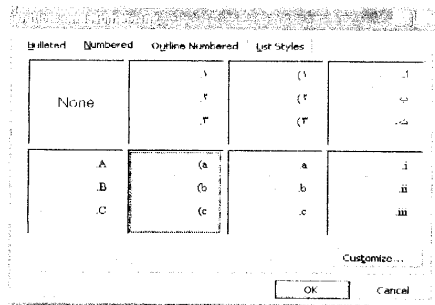 Bulleted Numbered Outline Numbered List Styles
None
.١ (١ أ.
.٢ (٢ ب.
.٣ (٣ ت.
.A (a a. .i
.B (b .b .ii
.C (c .c .iii
Customize...
OK Cancel